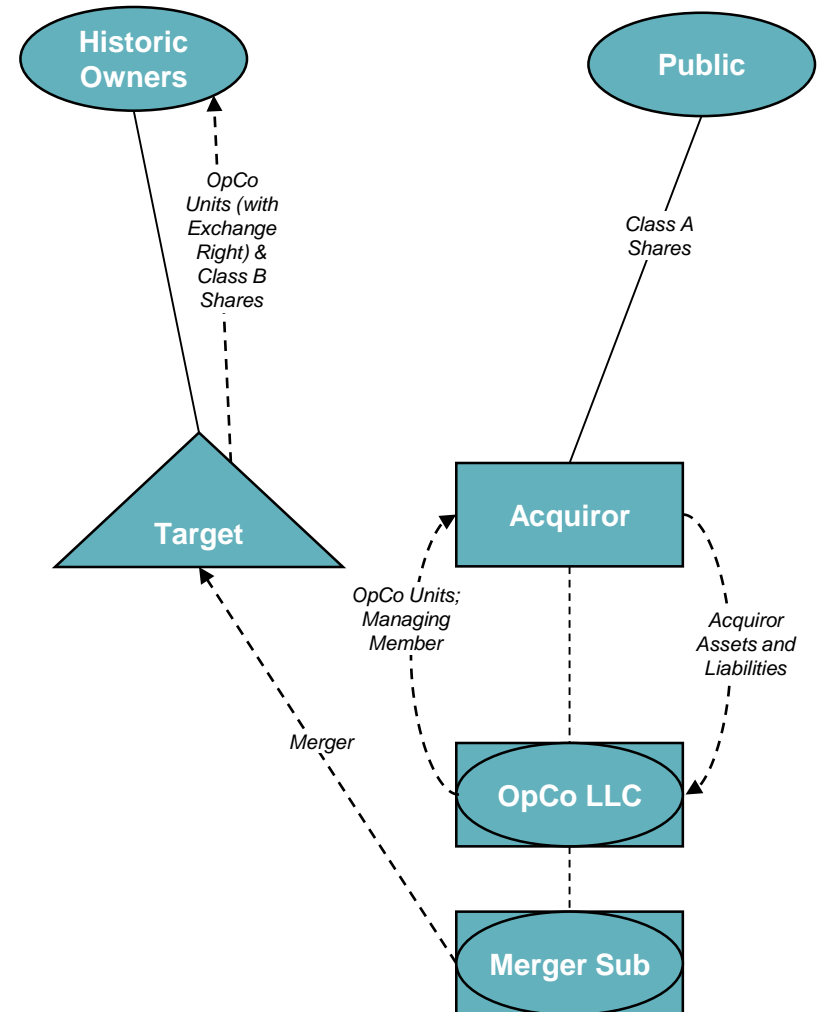 Historic
Owners
Public
OpCo
Units (with
Exchange
Right) &
Class B
Shares
Class A
Shares
Target
Acquiror
OpCo Units;
Managing
Member
Acquiror
Assets and
Liabilities
Merger
OpCo LLC
Merger Sub